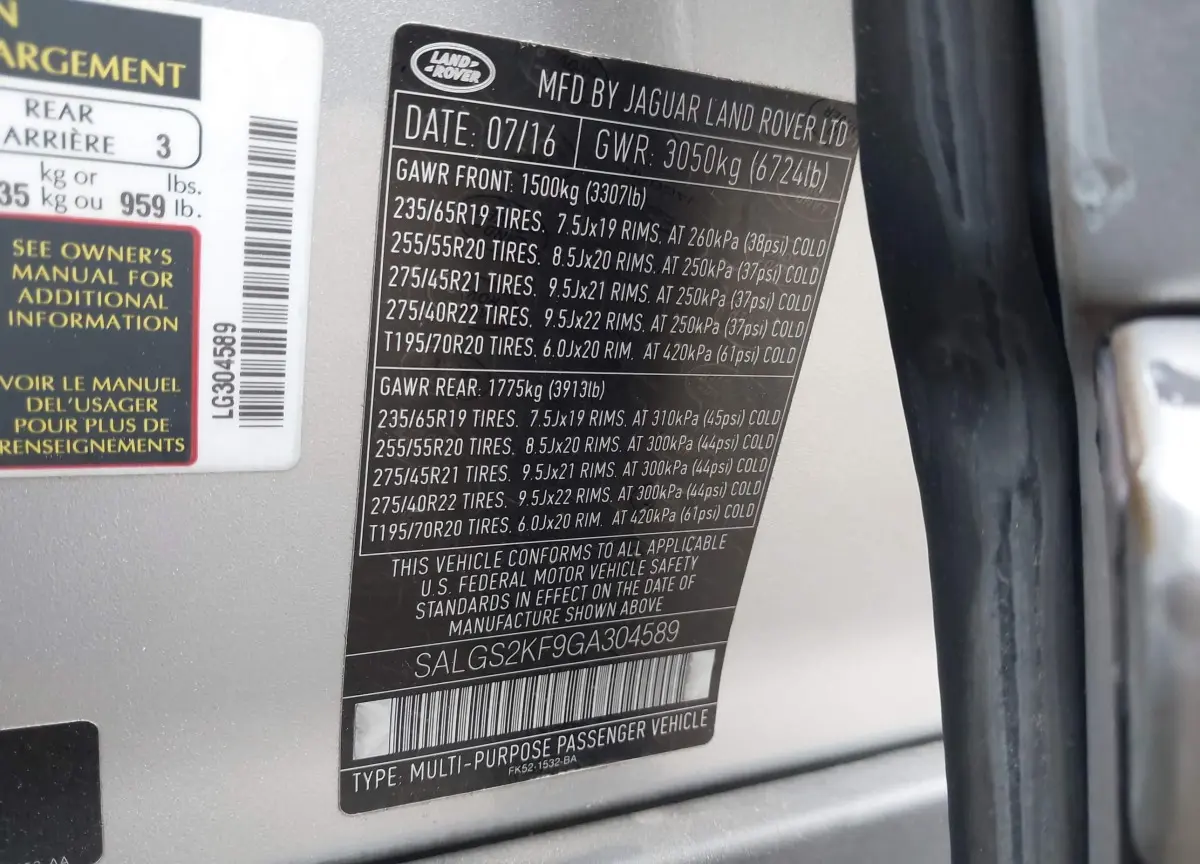 N
ARGEMENT
REAR
ARRIÈRE 3
kg or lbs.
35 kg ou 959 lb.
SEE OWNER'S
MANUAL FOR
ADDITIONAL
INFORMATION
VOIR LE MANUEL
DEL'USAGER
POUR PLUS DE
RENSEIGNEMENTS
LG304589
LAND
ROVER
MFD BY JAGUAR LAND ROVER LTD
DATE: 07/16 GWR: 3050kg (6724lb)
GAWR FRONT: 1500kg (3307lb)
235/65R19 TIRES. 7.5Jx19 RIMS. AT 260kPa (38psi) COLD
255/55R20 TIRES. 8.5Jx20 RIMS. AT 250kPa (37psi) COLD
275/45R21 TIRES. 9.5Jx21 RIMS. AT 250kPa (37psi) COLD
275/40R22 TIRES. 9.5Jx22 RIMS. AT 250kPa (37psi) COLD
T195/70R20 TIRES. 6.0Jx20 RIM. AT 420kPa (61psi) COLD
GAWR REAR: 1775kg (3913lb)
235/65R19 TIRES. 7.5Jx19 RIMS. AT 310kPa (45psi) COLD
255/55R20 TIRES. 8.5Jx20 RIMS. AT 300kPa (44psi) COLD
275/45R21 TIRES. 9.5Jx21 RIMS. AT 300kPa (44psi) COLD
275/40R22 TIRES. 9.5Jx22 RIMS. AT 300kPa (44psi) COLD
T195/70R20 TIRES. 6.0Jx20 RIM. AT 420kPa (61psi) COLD
THIS VEHICLE CONFORMS TO ALL APPLICABLE
U.S. FEDERAL MOTOR VEHICLE SAFETY
STANDARDS IN EFFECT ON THE DATE OF
MANUFACTURE SHOWN ABOVE
SALGS2KF9GA304589
TYPE: MULTI-PURPOSE PASSENGER VEHICLE
FK52-1532-BA